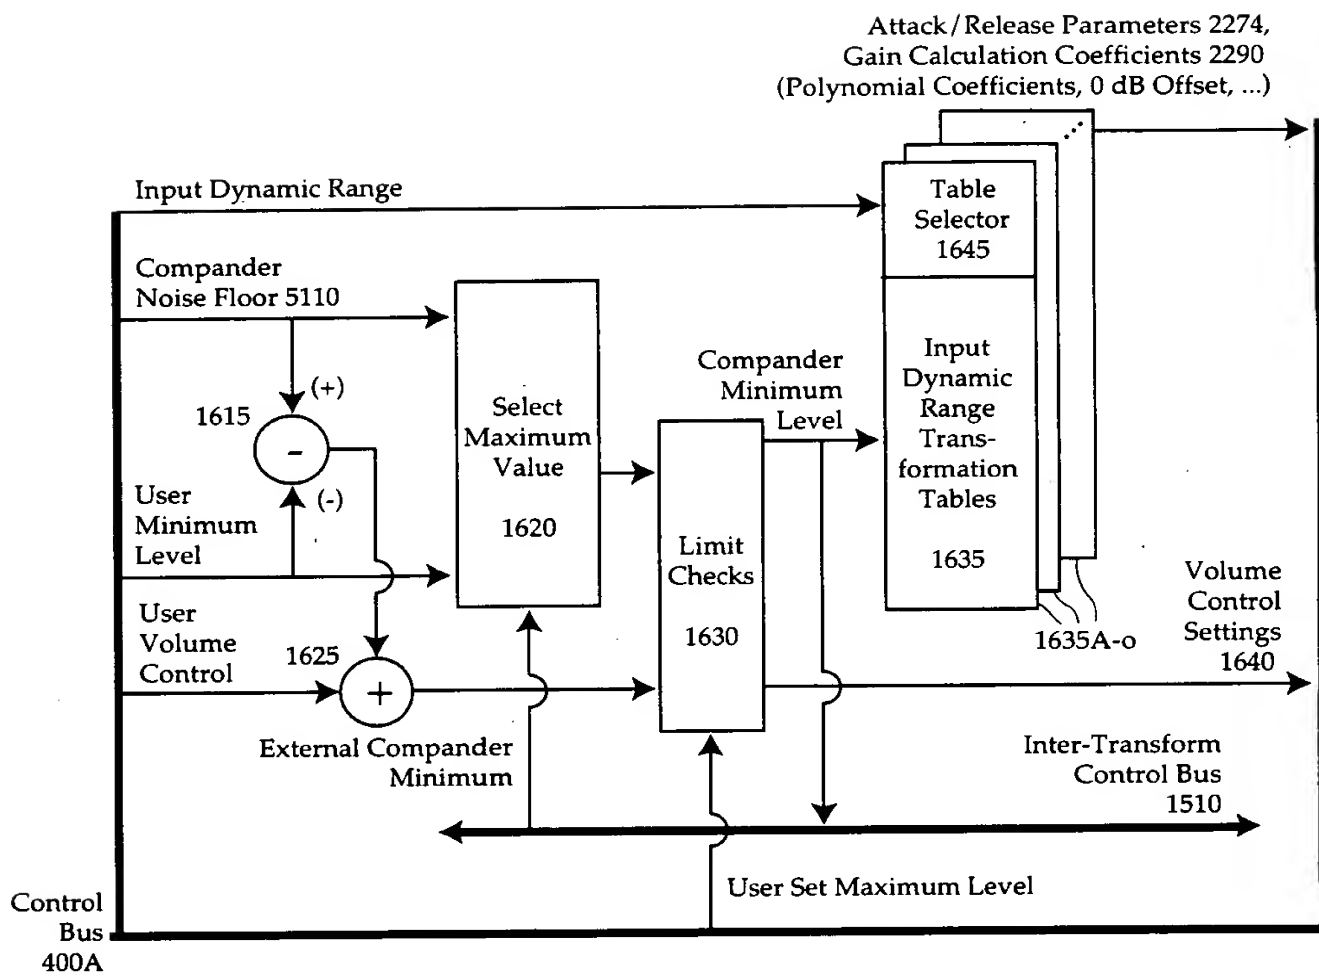 Attack/Release Parameters 2274,
Gain Calculation Coefficients 2290
(Polynomial Coefficients, 0 dB Offset, ...)
Input Dynamic Range
Table
Selector
1645
Compander
Noise Floor 5110
Input
Dynamic
Range
Trans-
formation
Tables
1635
Compander
Minimum
Level
(+)
1615
-
(-)
Select
Maximum
Value
1620
User
Minimum
Level
Limit
Checks
1630
1635A-o
Volume
Control
Settings
1640
User
Volume
Control
1625
+
External Compander
Minimum
Inter-Transform
Control Bus
1510
User Set Maximum Level
Control
Bus
400A